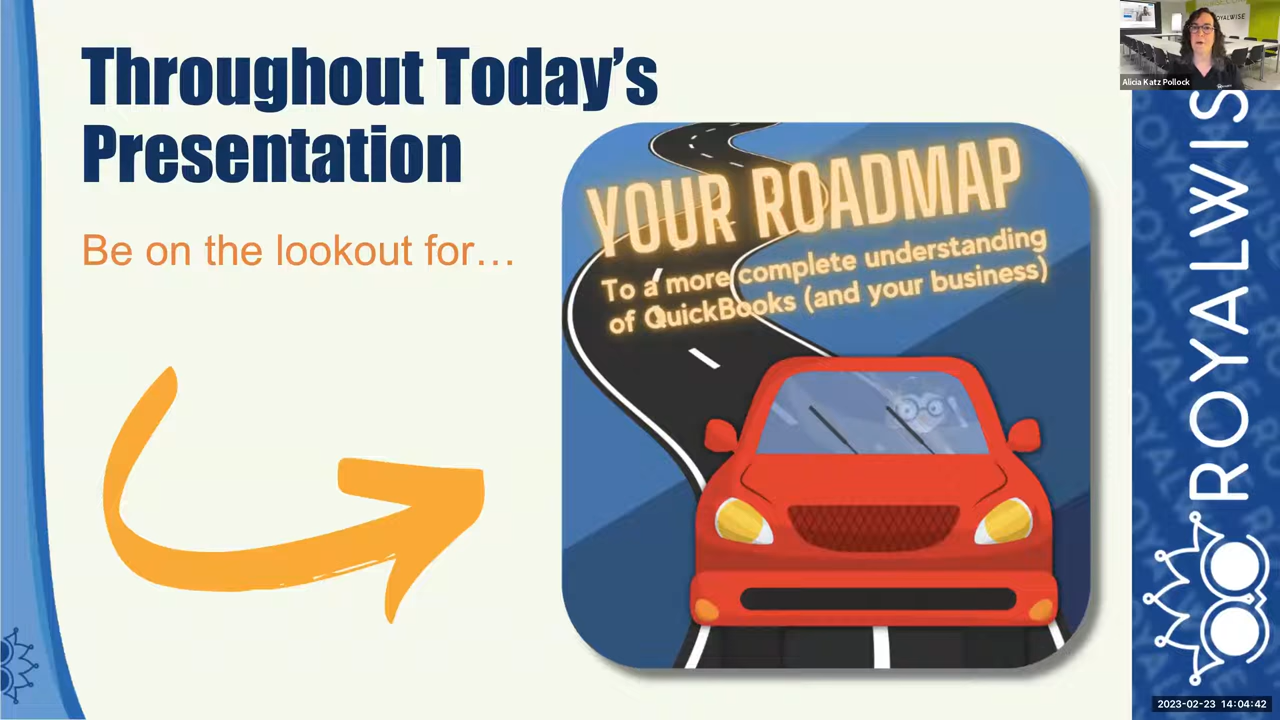 Throughout Today's
Presentation
Be on the lookout for...
YOUR ROADMAP
To a more complete understanding
of QuickBooks (and your business)
ROYALWISE
Alicia Katz Pollock
ROYALWIS
2023-02-23 14:04:42